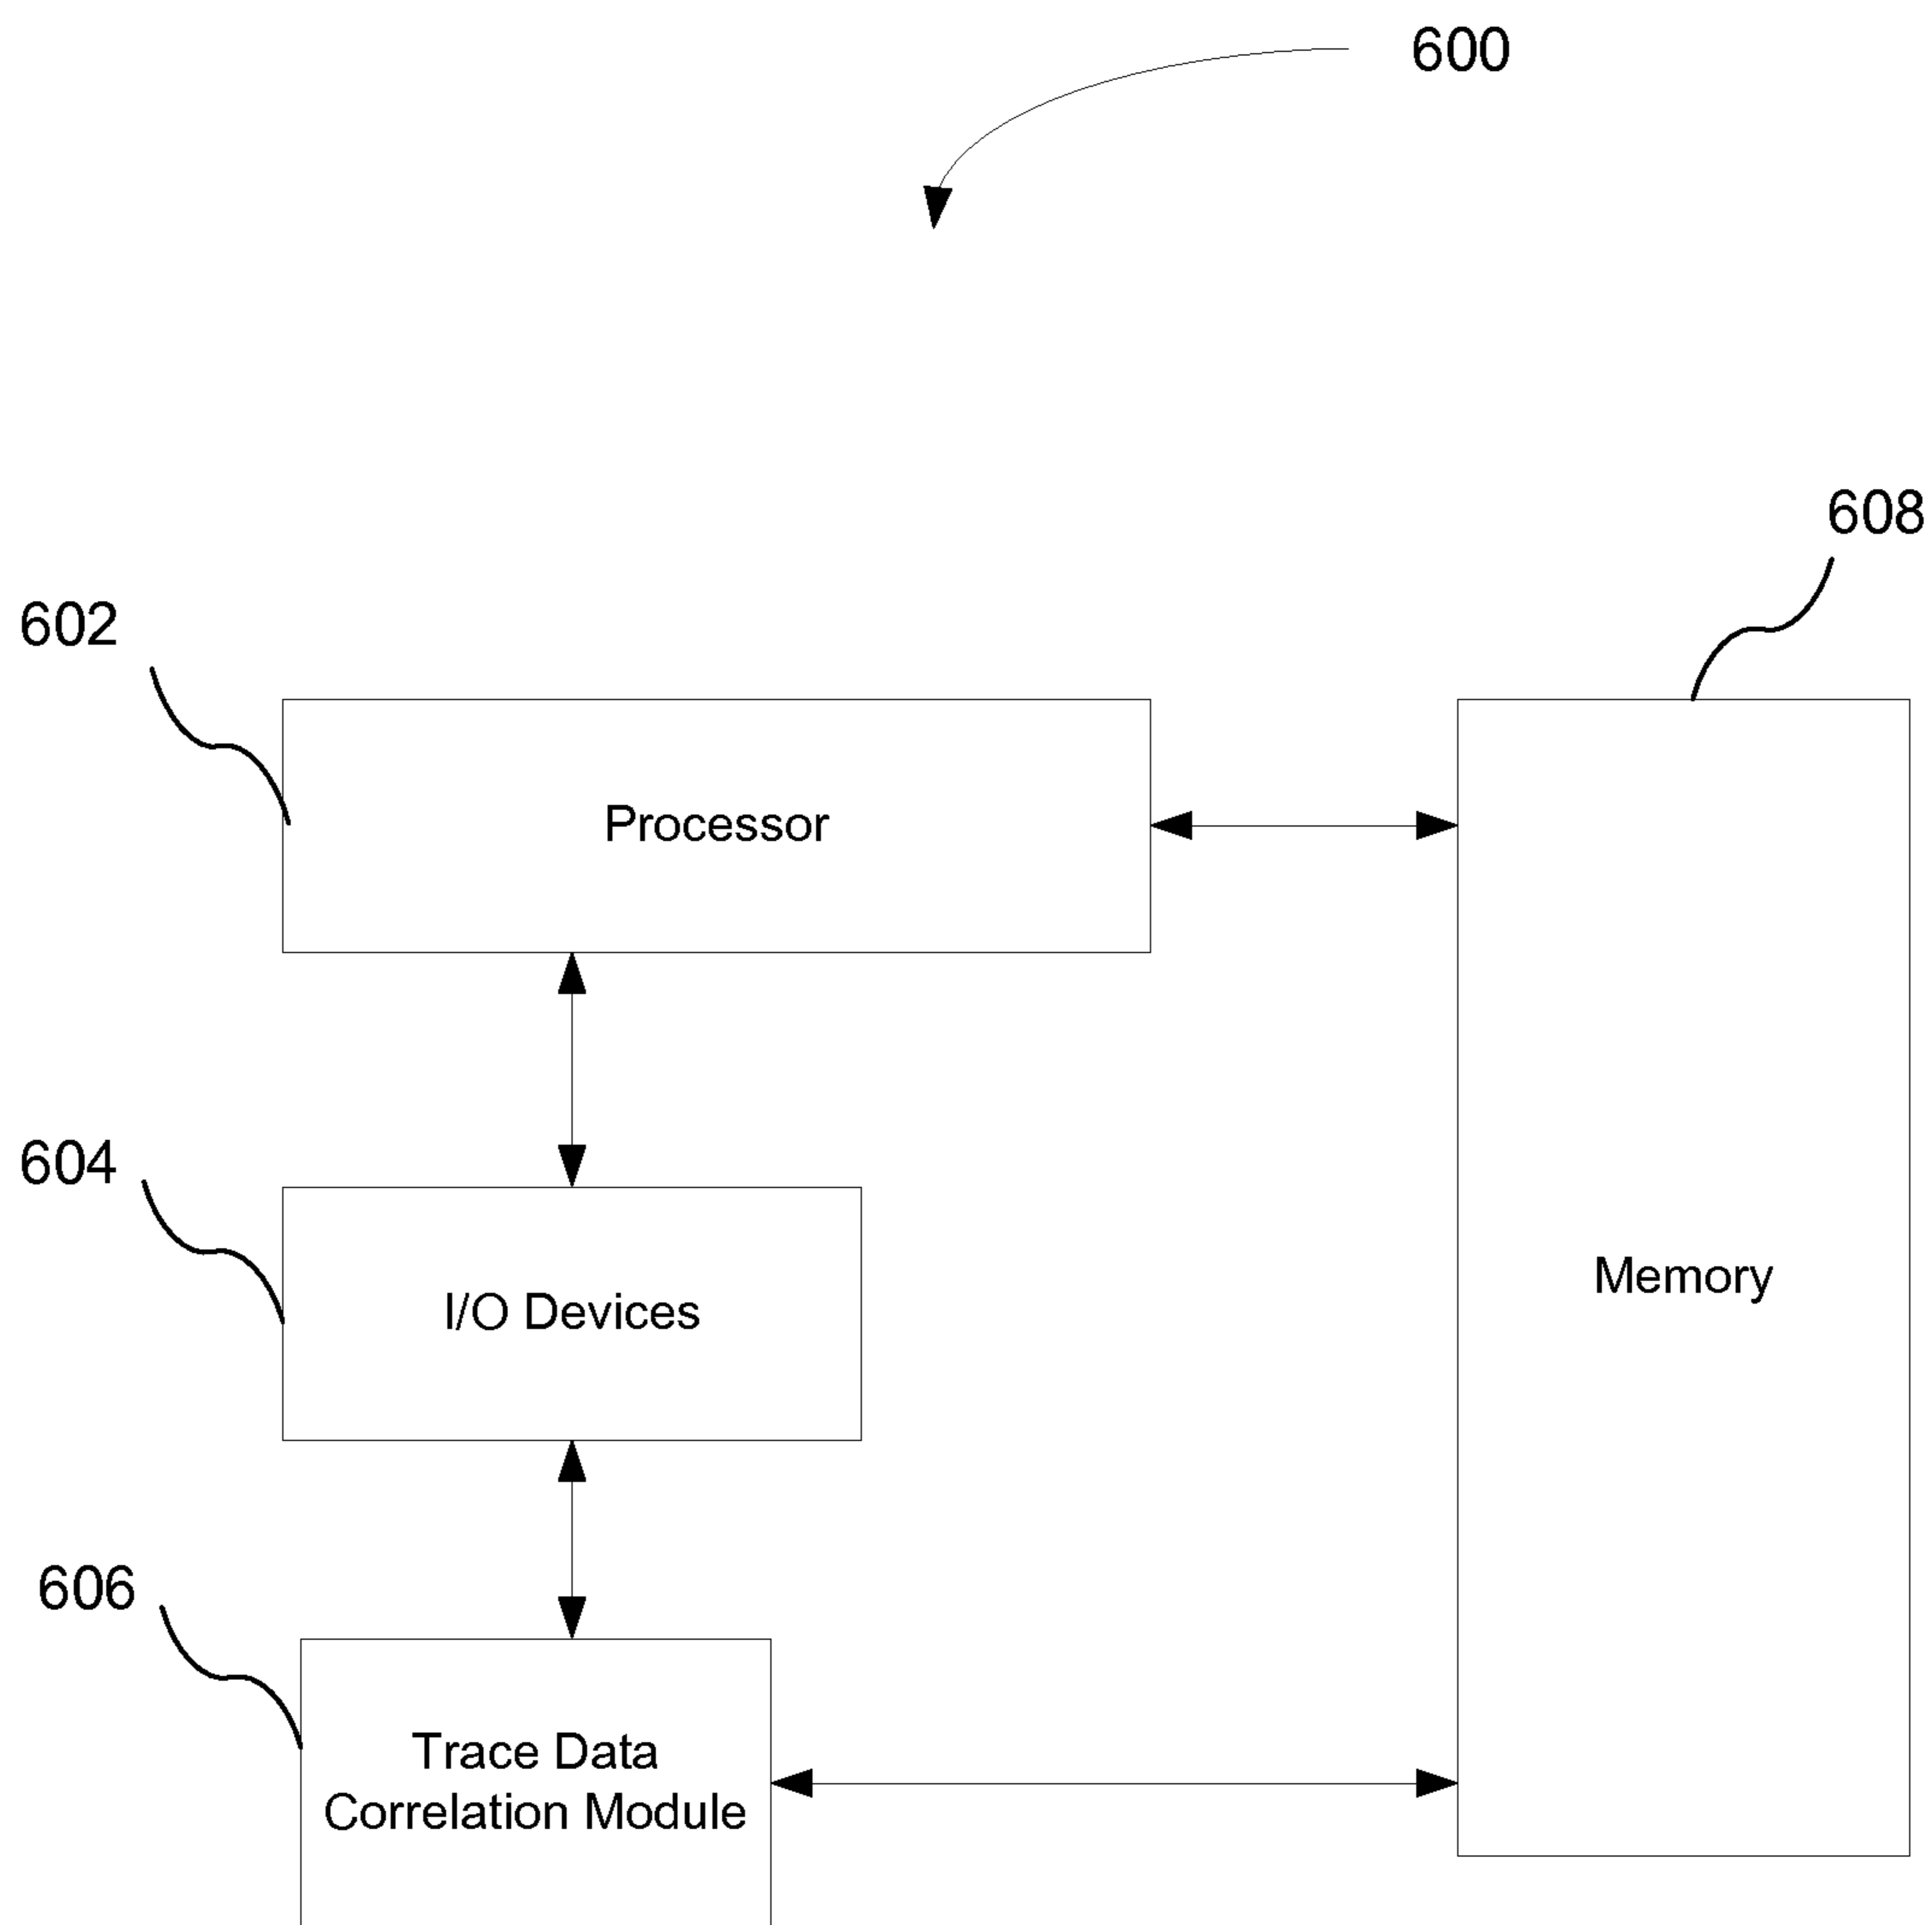 600
608
602
Processor
604
I/O Devices
Memory
606
Trace Data
Correlation Module